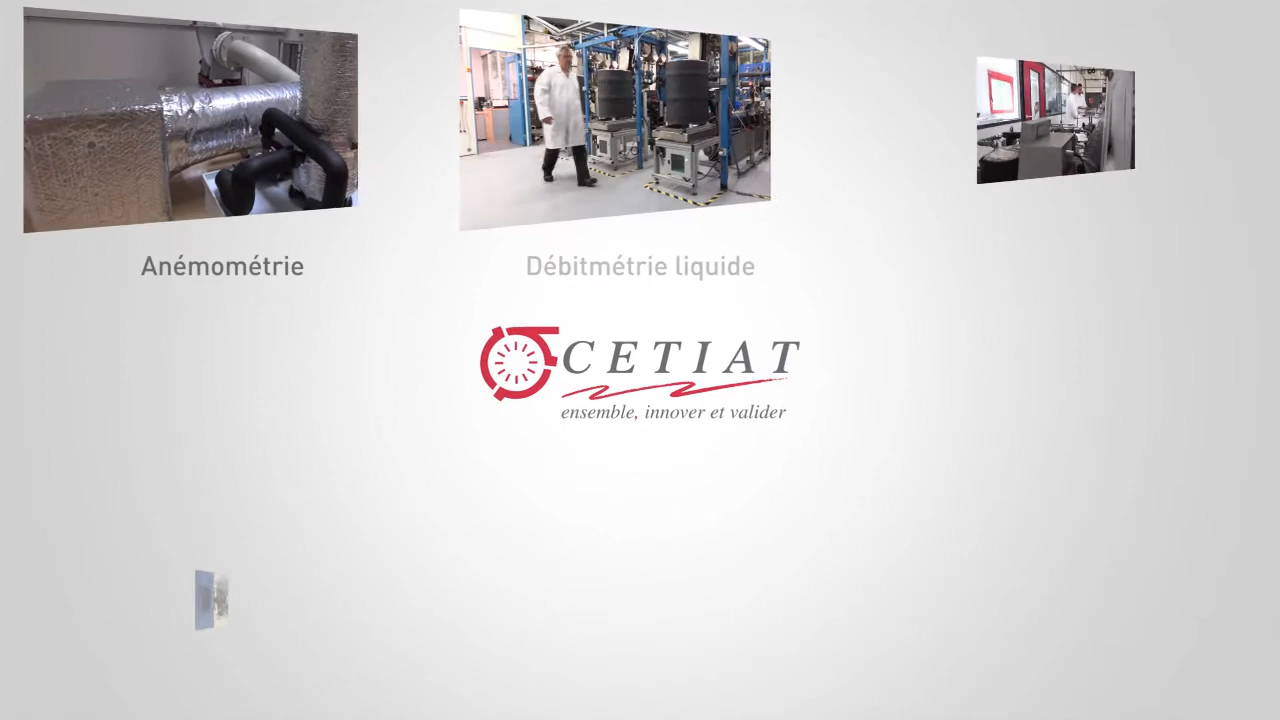 Anémométrie
Débitmétrie liquide
CETIAT
ensemble, innover et valider